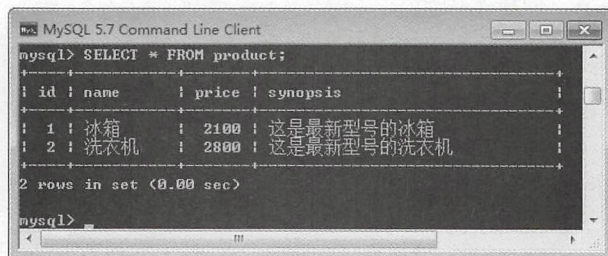 MySQL 5.7 Command Line Client
mysql> SELECT * FROM product;
+----+--------+-------+----------------------+
| id | name | price | synopsis |
+----+--------+-------+----------------------+
| 1 | 冰箱 | 2100 | 这是最新型号的冰箱 |
| 2 | 洗衣机 | 2800 | 这是最新型号的洗衣机 |
+----+--------+-------+----------------------+
2 rows in set (0.00 sec)
mysql>